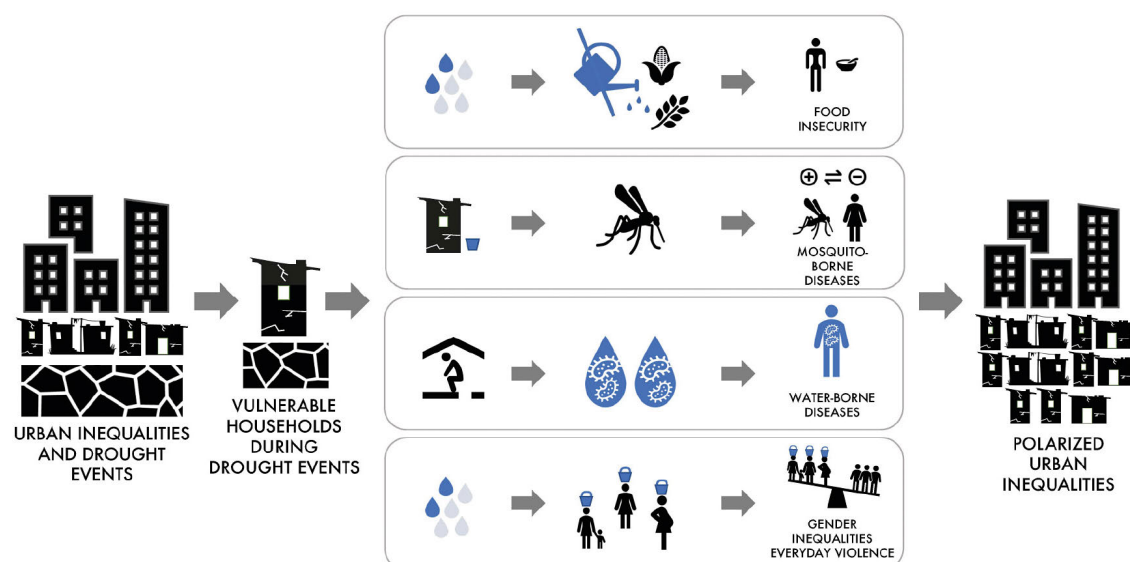 FOOD
INSECURITY
MOSQUITO-
BORNE
DISEASES
WATER-BORNE
DISEASES
GENDER
INEQUALITIES
EVERYDAY VIOLENCE
URBAN INEQUALITIES
AND DROUGHT
EVENTS
VULNERABLE
HOUSEHOLDS
DURING
DROUGHT EVENTS
POLARIZED
URBAN
INEQUALITIES